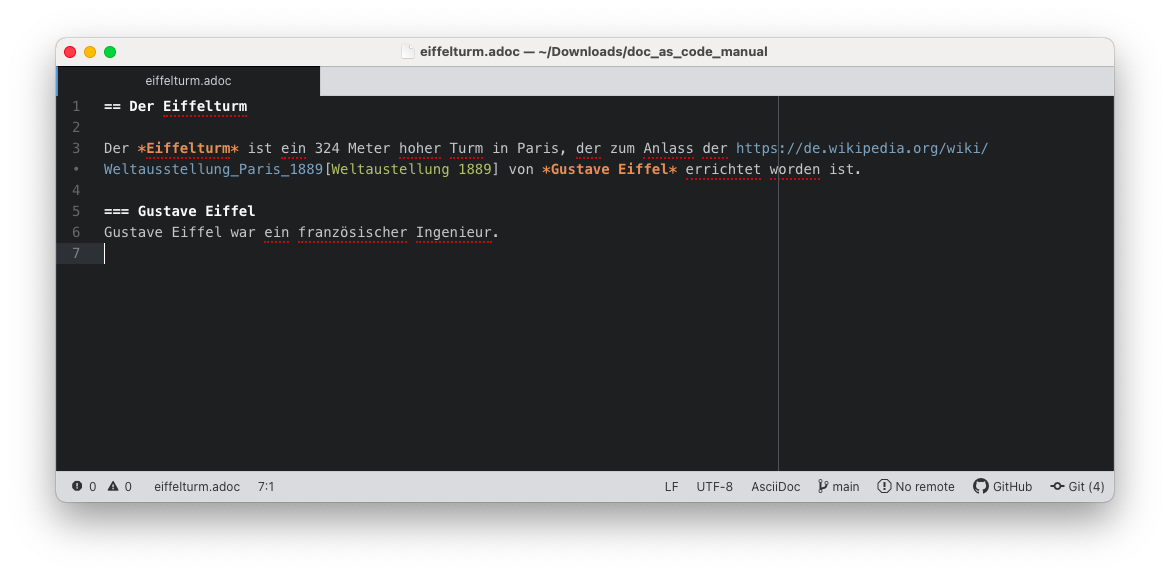 eiffelturm.adoc — ~/Downloads/doc_as_code_manual
eiffelturm.adoc
1 == Der Eiffelturm
2
3 Der *Eiffelturm* ist ein 324 Meter hoher Turm in Paris, der zum Anlass der https://de.wikipedia.org/wiki/
• Weltausstellung_Paris_1889[Weltaustellung 1889] von *Gustave Eiffel* errichtet worden ist.
4
5 === Gustave Eiffel
6 Gustave Eiffel war ein französischer Ingenieur.
7
0 0 eiffelturm.adoc 7:1 LF UTF-8 AsciiDoc main No remote GitHub Git (4)